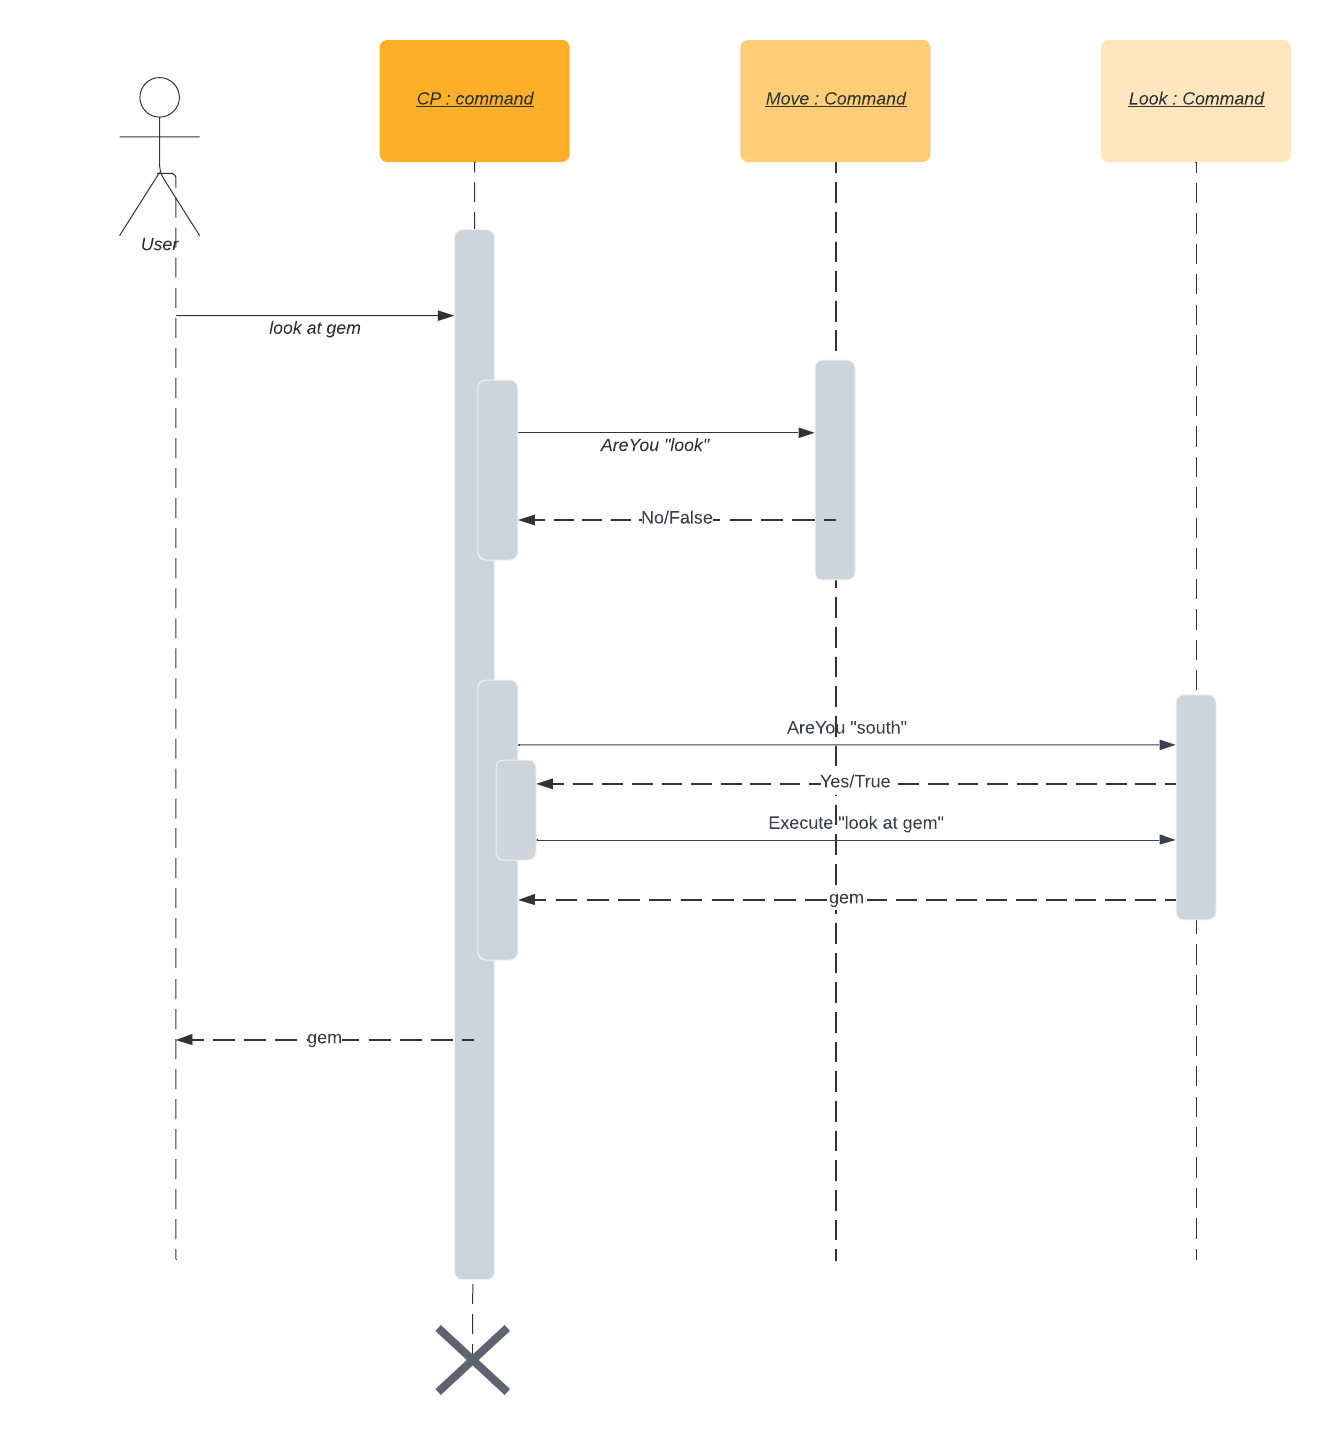 CP : command
Move : Command
Look : Command
User
look at gem
AreYou "look"
No/False
AreYou "south"
Yes/True
Execute "look at gem"
gem
gem